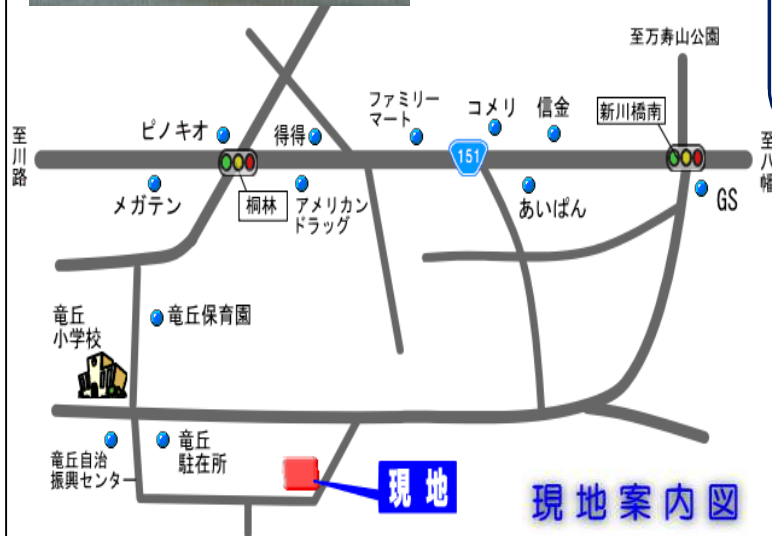 至万寿山公園
ファミリー
マート
コメリ
信金
新川橋南
ピノキオ
得得
至川路
151
至八幡
メガテン
桐林
アメリカン
ドラッグ
あいぱん
GS
竜丘
小学校
竜丘保育園
竜丘自治
振興センター
竜丘
駐在所
現地
現地案内図